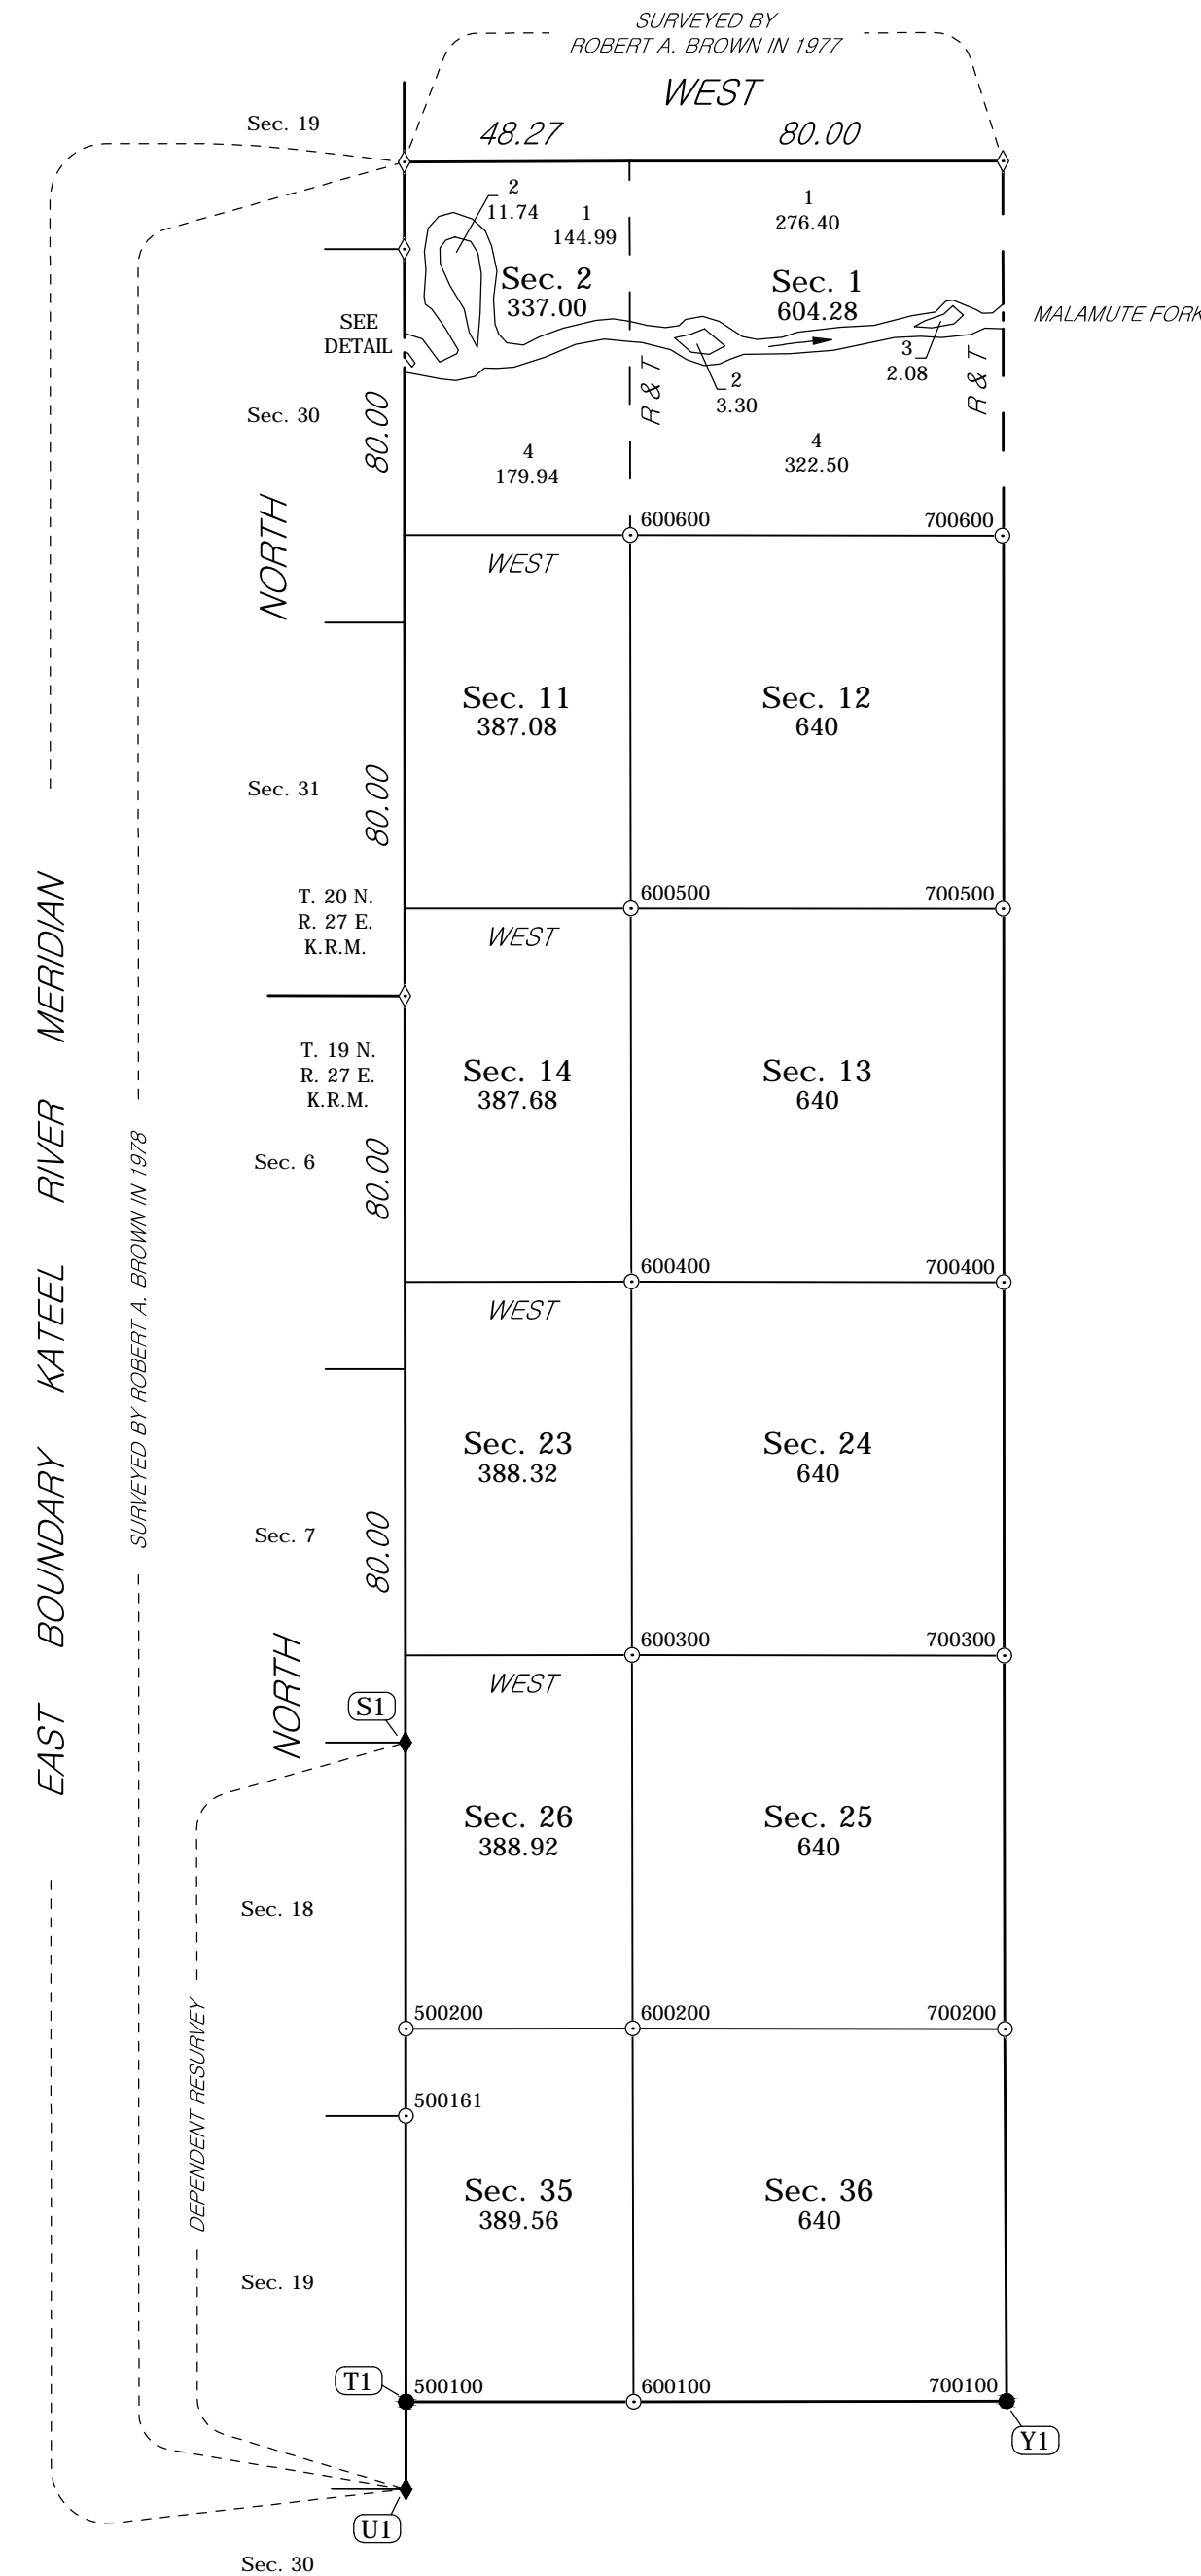 SURVEYED BY
ROBERT A. BROWN IN 1977
WEST
48.27
80.00
Sec. 19
2
11.74
1
144.99
1
276.40
Sec. 2
337.00
Sec. 1
604.28
MALAMUTE FORK
SEE
DETAIL
R & T
R & T
3
2.08
2
3.30
Sec. 30
80.00
4
179.94
4
322.50
NORTH
600600
700600
WEST
Sec. 11
387.08
Sec. 12
640
Sec. 31
80.00
600500
700500
WEST
T. 20 N.
R. 27 E.
K.R.M.
T. 19 N.
R. 27 E.
K.R.M.
Sec. 14
387.68
Sec. 13
640
Sec. 6
80.00
600400
700400
WEST
EAST BOUNDARY KATEEL RIVER MERIDIAN
SURVEYED BY ROBERT A. BROWN IN 1978
Sec. 23
388.32
Sec. 24
640
Sec. 7
80.00
600300
700300
WEST
NORTH
S1
Sec. 26
388.92
Sec. 25
640
Sec. 18
500200
600200
700200
DEPENDENT RESURVEY
500161
Sec. 35
389.56
Sec. 36
640
Sec. 19
T1
500100
600100
700100
Y1
U1
Sec. 30